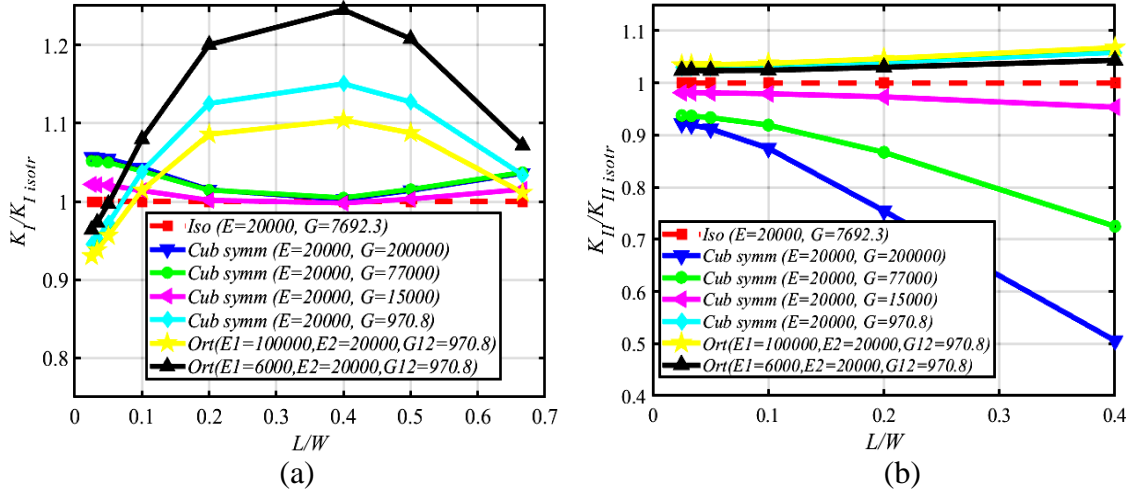 1.2
1.1
1
0.9
0.8
K_I/K_I isotr
Iso (E=20000, G=7692.3)
Cub symm (E=20000, G=200000)
Cub symm (E=20000, G=77000)
Cub symm (E=20000, G=15000)
Cub symm (E=20000, G=970.8)
Ort(E1=100000,E2=20000,G12=970.8)
Ort(E1=6000,E2=20000,G12=970.8)
0 0.1 0.2 0.3 0.4 0.5 0.6 0.7
L/W
(a)
1.1
1
0.9
0.8
0.7
0.6
0.5
0.4
K_II/K_II isotr
Iso (E=20000, G=7692.3)
Cub symm (E=20000, G=200000)
Cub symm (E=20000, G=77000)
Cub symm (E=20000, G=15000)
Cub symm (E=20000, G=970.8)
Ort(E1=100000,E2=20000,G12=970.8)
Ort(E1=6000,E2=20000,G12=970.8)
0 0.1 0.2 0.3 0.4
L/W
(b)